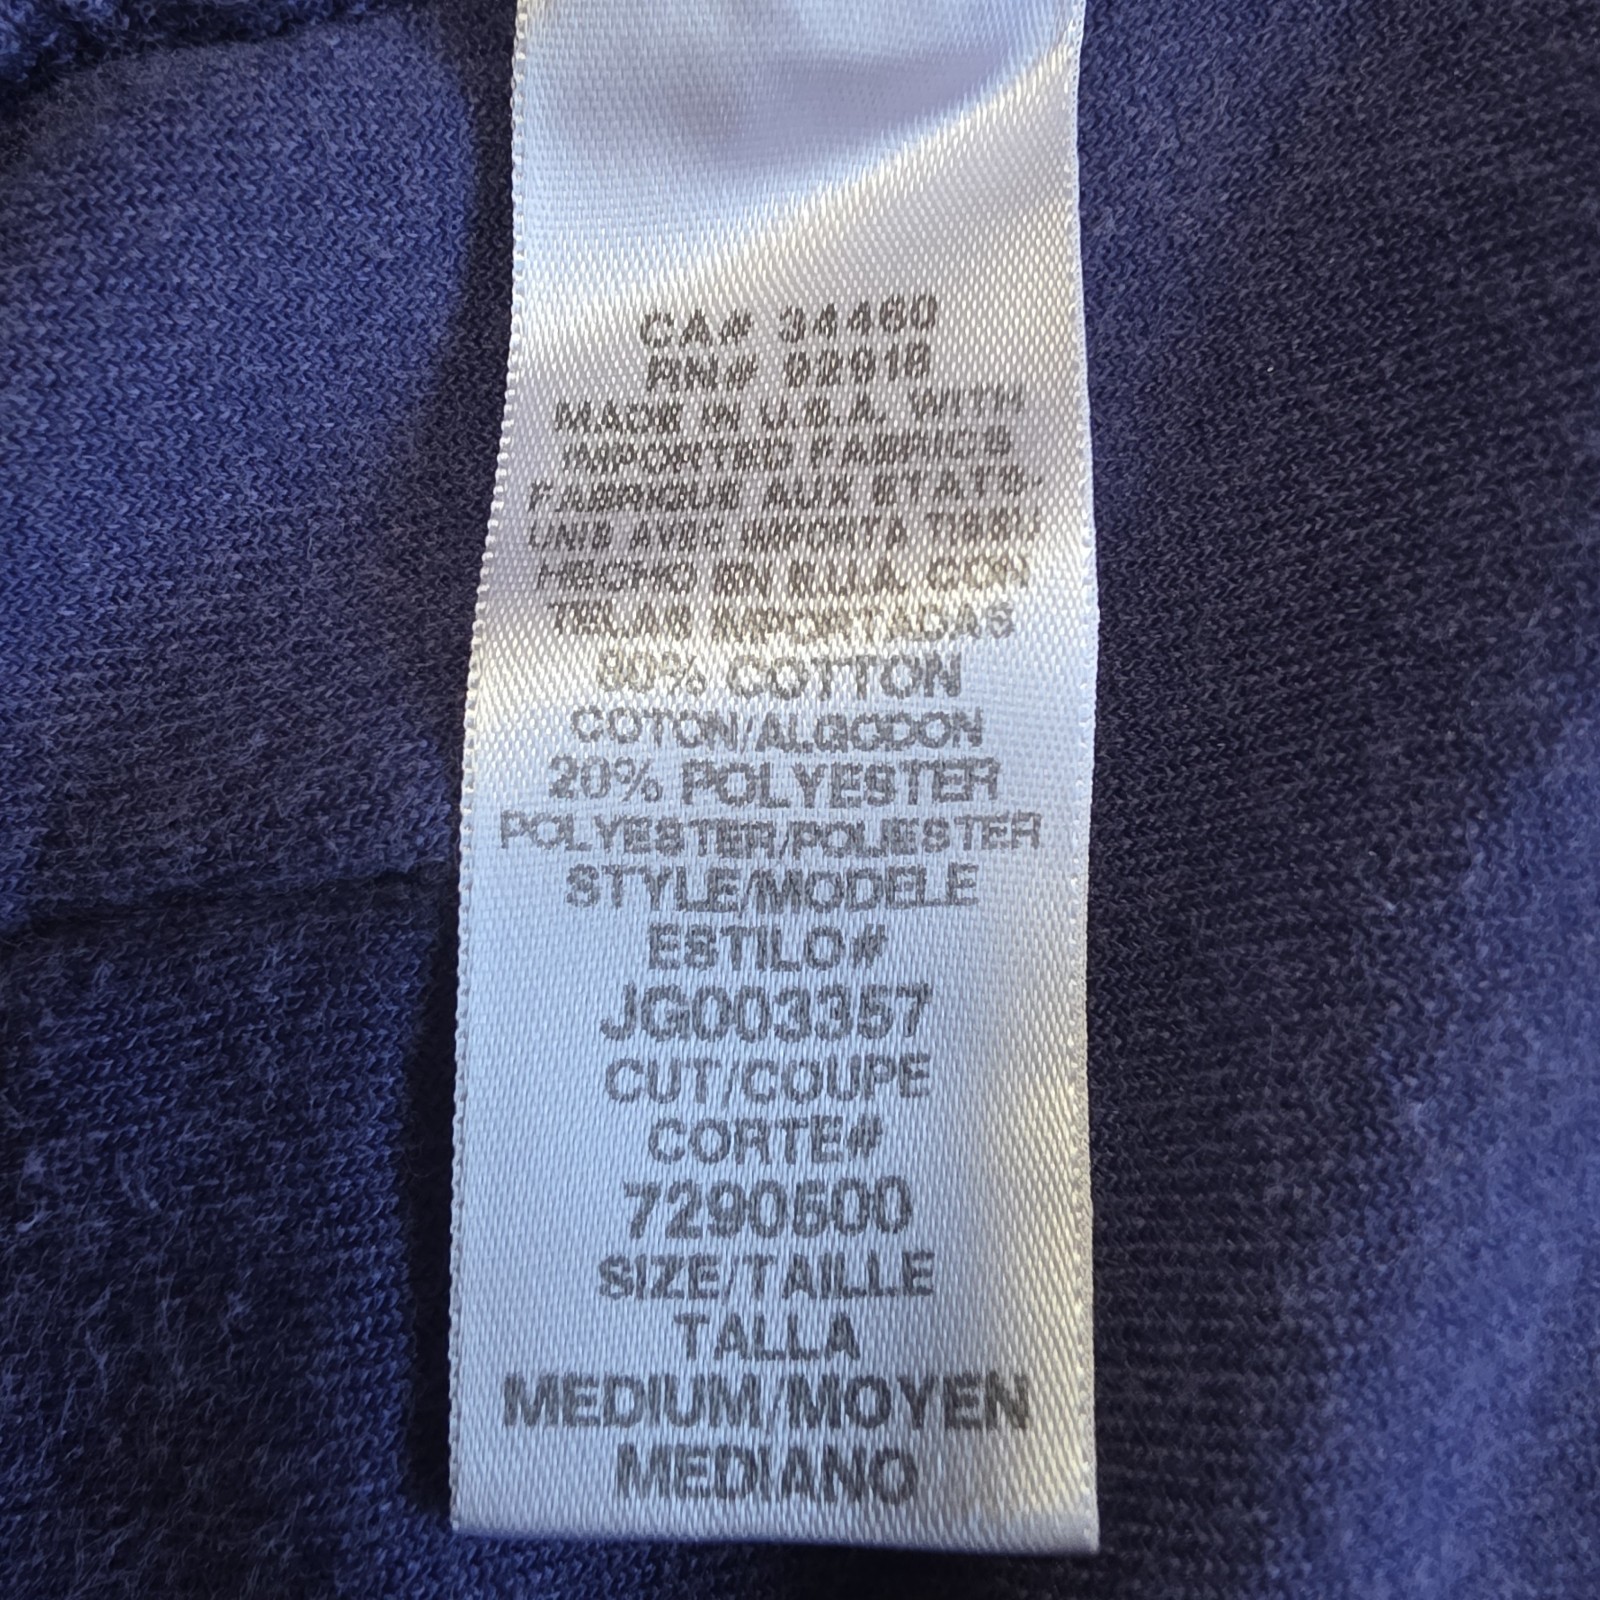 CA# 34460
RN# 92918
MADE IN U.S.A. WITH
IMPORTED FABRICS
FABRIQUE AUX ETATS-
UNIS AVEC IMPORTA TISSU
HECHO EN E.U.A. CON
TELAS IMPORTADAS
80% COTTON
COTON/ALGODON
20% POLYESTER
POLYESTER/POLIESTER
STYLE/MODELE
ESTILO#
JG003357
CUT/COUPE
CORTE#
7290500
SIZE/TAILLE
TALLA
MEDIUM/MOYEN
MEDIANO